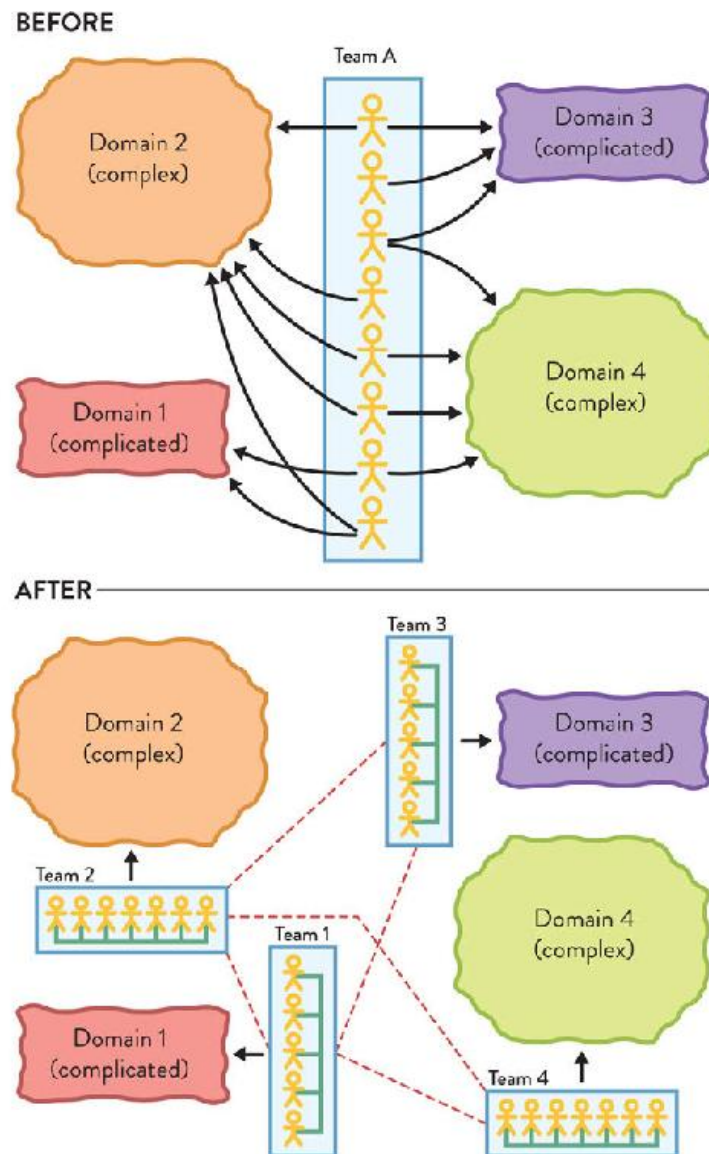 BEFORE
Team A
Domain 2
(complex)
Domain 3
(complicated)
Domain 1
(complicated)
Domain 4
(complex)
AFTER
Team 3
Domain 2
(complex)
Domain 3
(complicated)
Team 2
Team 1
Domain 4
(complex)
Domain 1
(complicated)
Team 4